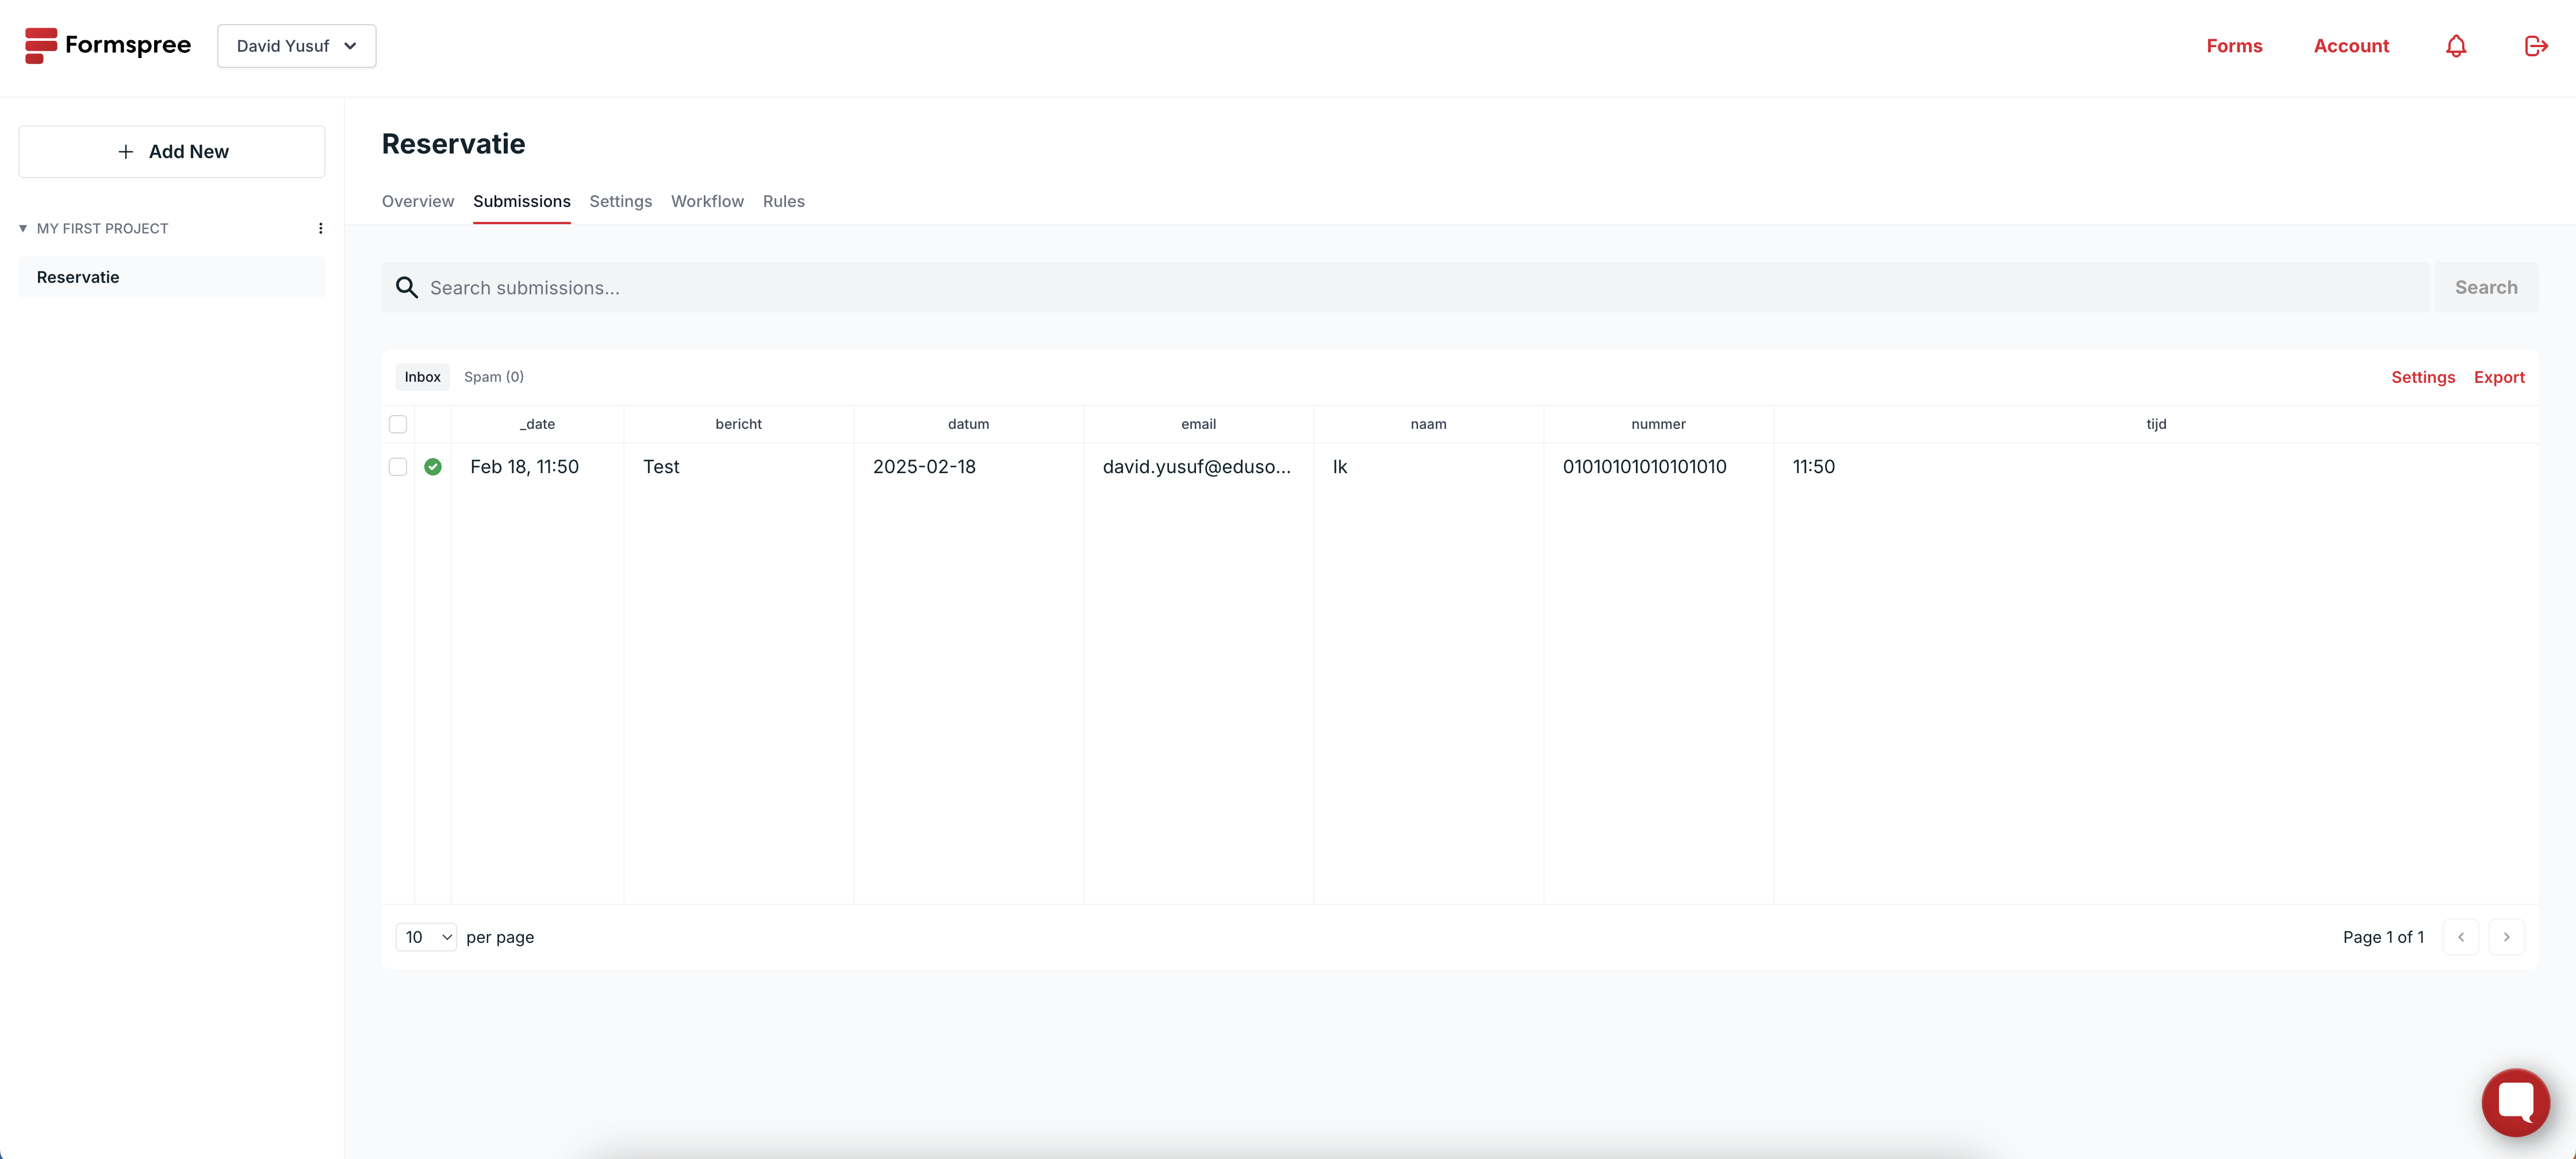 Formspree
David Yusuf
Forms
Account
Add New
MY FIRST PROJECT
Reservatie
Reservatie
Overview Submissions Settings Workflow Rules
Search submissions...
Search
Inbox Spam (0)
Settings Export
_date bericht datum email naam nummer tijd
Feb 18, 11:50 Test 2025-02-18 david.yusuf@eduso... Ik 01010101010101010 11:50
10 per page
Page 1 of 1